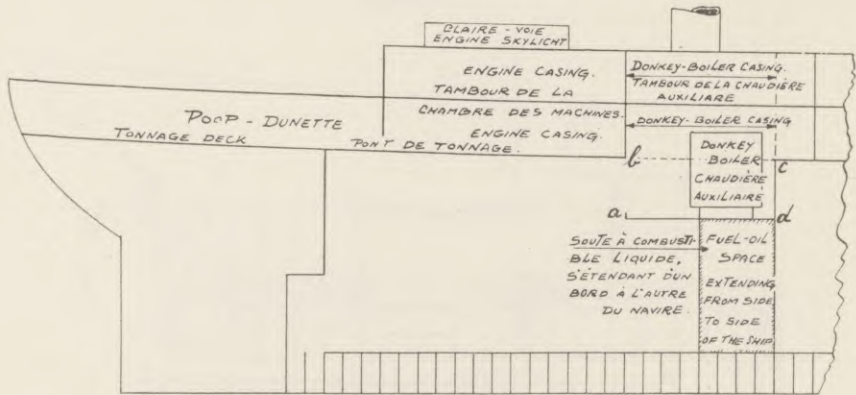 CLAIRE - VOIE
ENGINE SKYLICHT
ENGINE CASING.
TAMBOUR DE LA
CHAMBRE DES MACHINES.
ENGINE CASING.
DONKEY-BOILER CASING.
TAMBOUR DE LA CHAUDIÈRE
AUXILIARE
DONKEY-BOILER CASING
POOP - DUNETTE
TONNAGE DECK
PONT DE TONNAGE.
DONKEY
BOILER
CHAUDIÈRE
AUXILIAIRE
b
c
a
d
SOUTE À COMBUSTI-
BLE LIQUIDE,
S'ÉTENDANT D'UN
BORD À L'AUTRE
DU NAVIRE.
FUEL-OIL
SPACE
EXTENDING
FROM SIDE
TO SIDE
OF THE SHIP